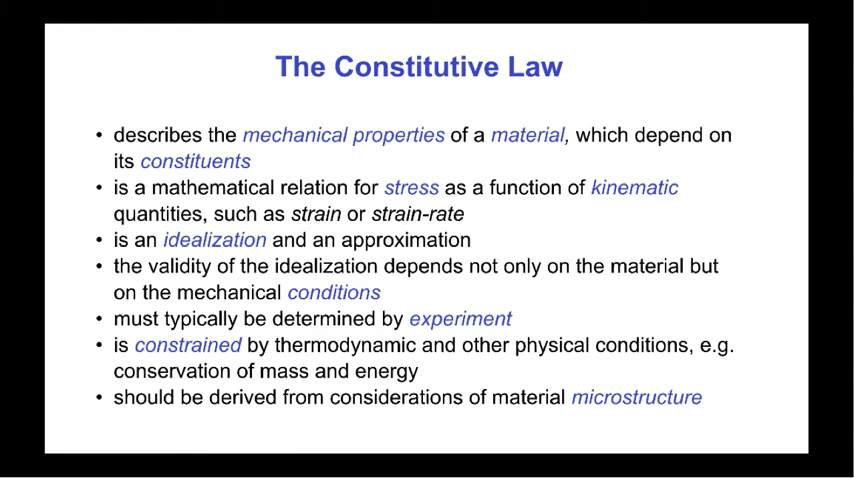 The Constitutive Law
• describes the mechanical properties of a material, which depend on
its constituents
• is a mathematical relation for stress as a function of kinematic
quantities, such as strain or strain-rate
• is an idealization and an approximation
• the validity of the idealization depends not only on the material but
on the mechanical conditions
• must typically be determined by experiment
• is constrained by thermodynamic and other physical conditions, e.g.
conservation of mass and energy
• should be derived from considerations of material microstructure